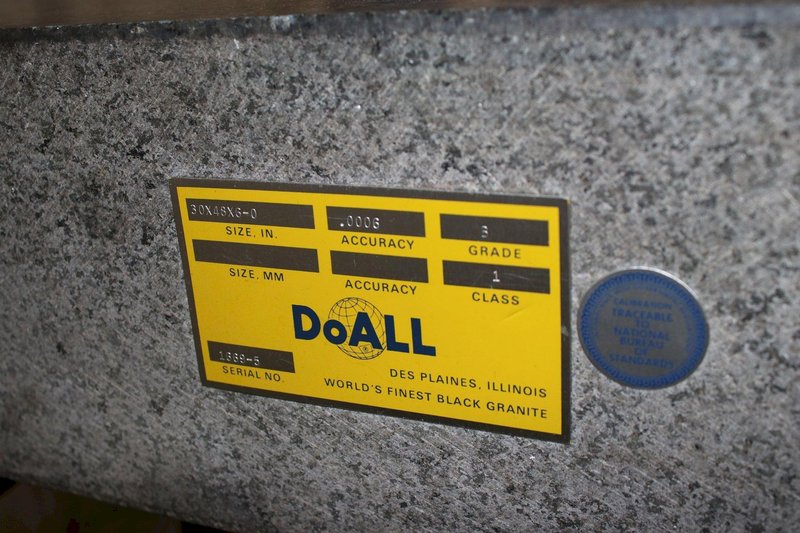 30X48X6-0
SIZE, IN.
.0006
ACCURACY
B
GRADE
SIZE, MM
ACCURACY
1
CLASS
DoALL
1669-5
SERIAL NO.
DES PLAINES, ILLINOIS
WORLD'S FINEST BLACK GRANITE
CALIBRATION
TRACEABLE
TO
NATIONAL
BUREAU
OF
STANDARDS